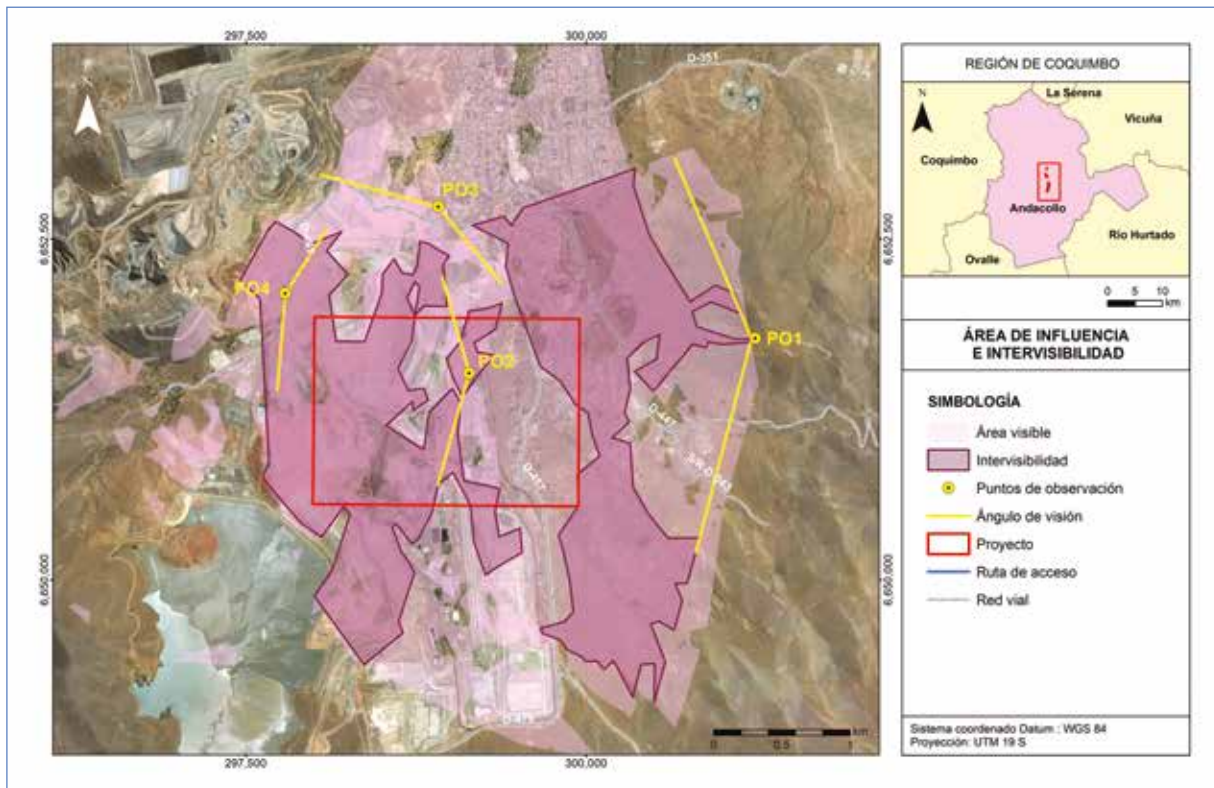 297,500
300,000
N
D-351
PO3
6,652,500
6,652,500
PO4
PO1
PO2
D-447
D-447
6,650,000
6,650,000
0
0.5
1
km
297,500
300,000
REGIÓN DE COQUIMBO
N
La Serena
Vicuña
Coquimbo
Andacollo
Río Hurtado
Ovalle
0 5 10
km
ÁREA DE INFLUENCIA
E INTERVISIBILIDAD
SIMBOLOGÍA
Área visible
Intervisibilidad
Puntos de observación
Ángulo de visión
Proyecto
Ruta de acceso
Red vial
Sistema coordenado Datum : WGS 84
Proyección: UTM 19 S